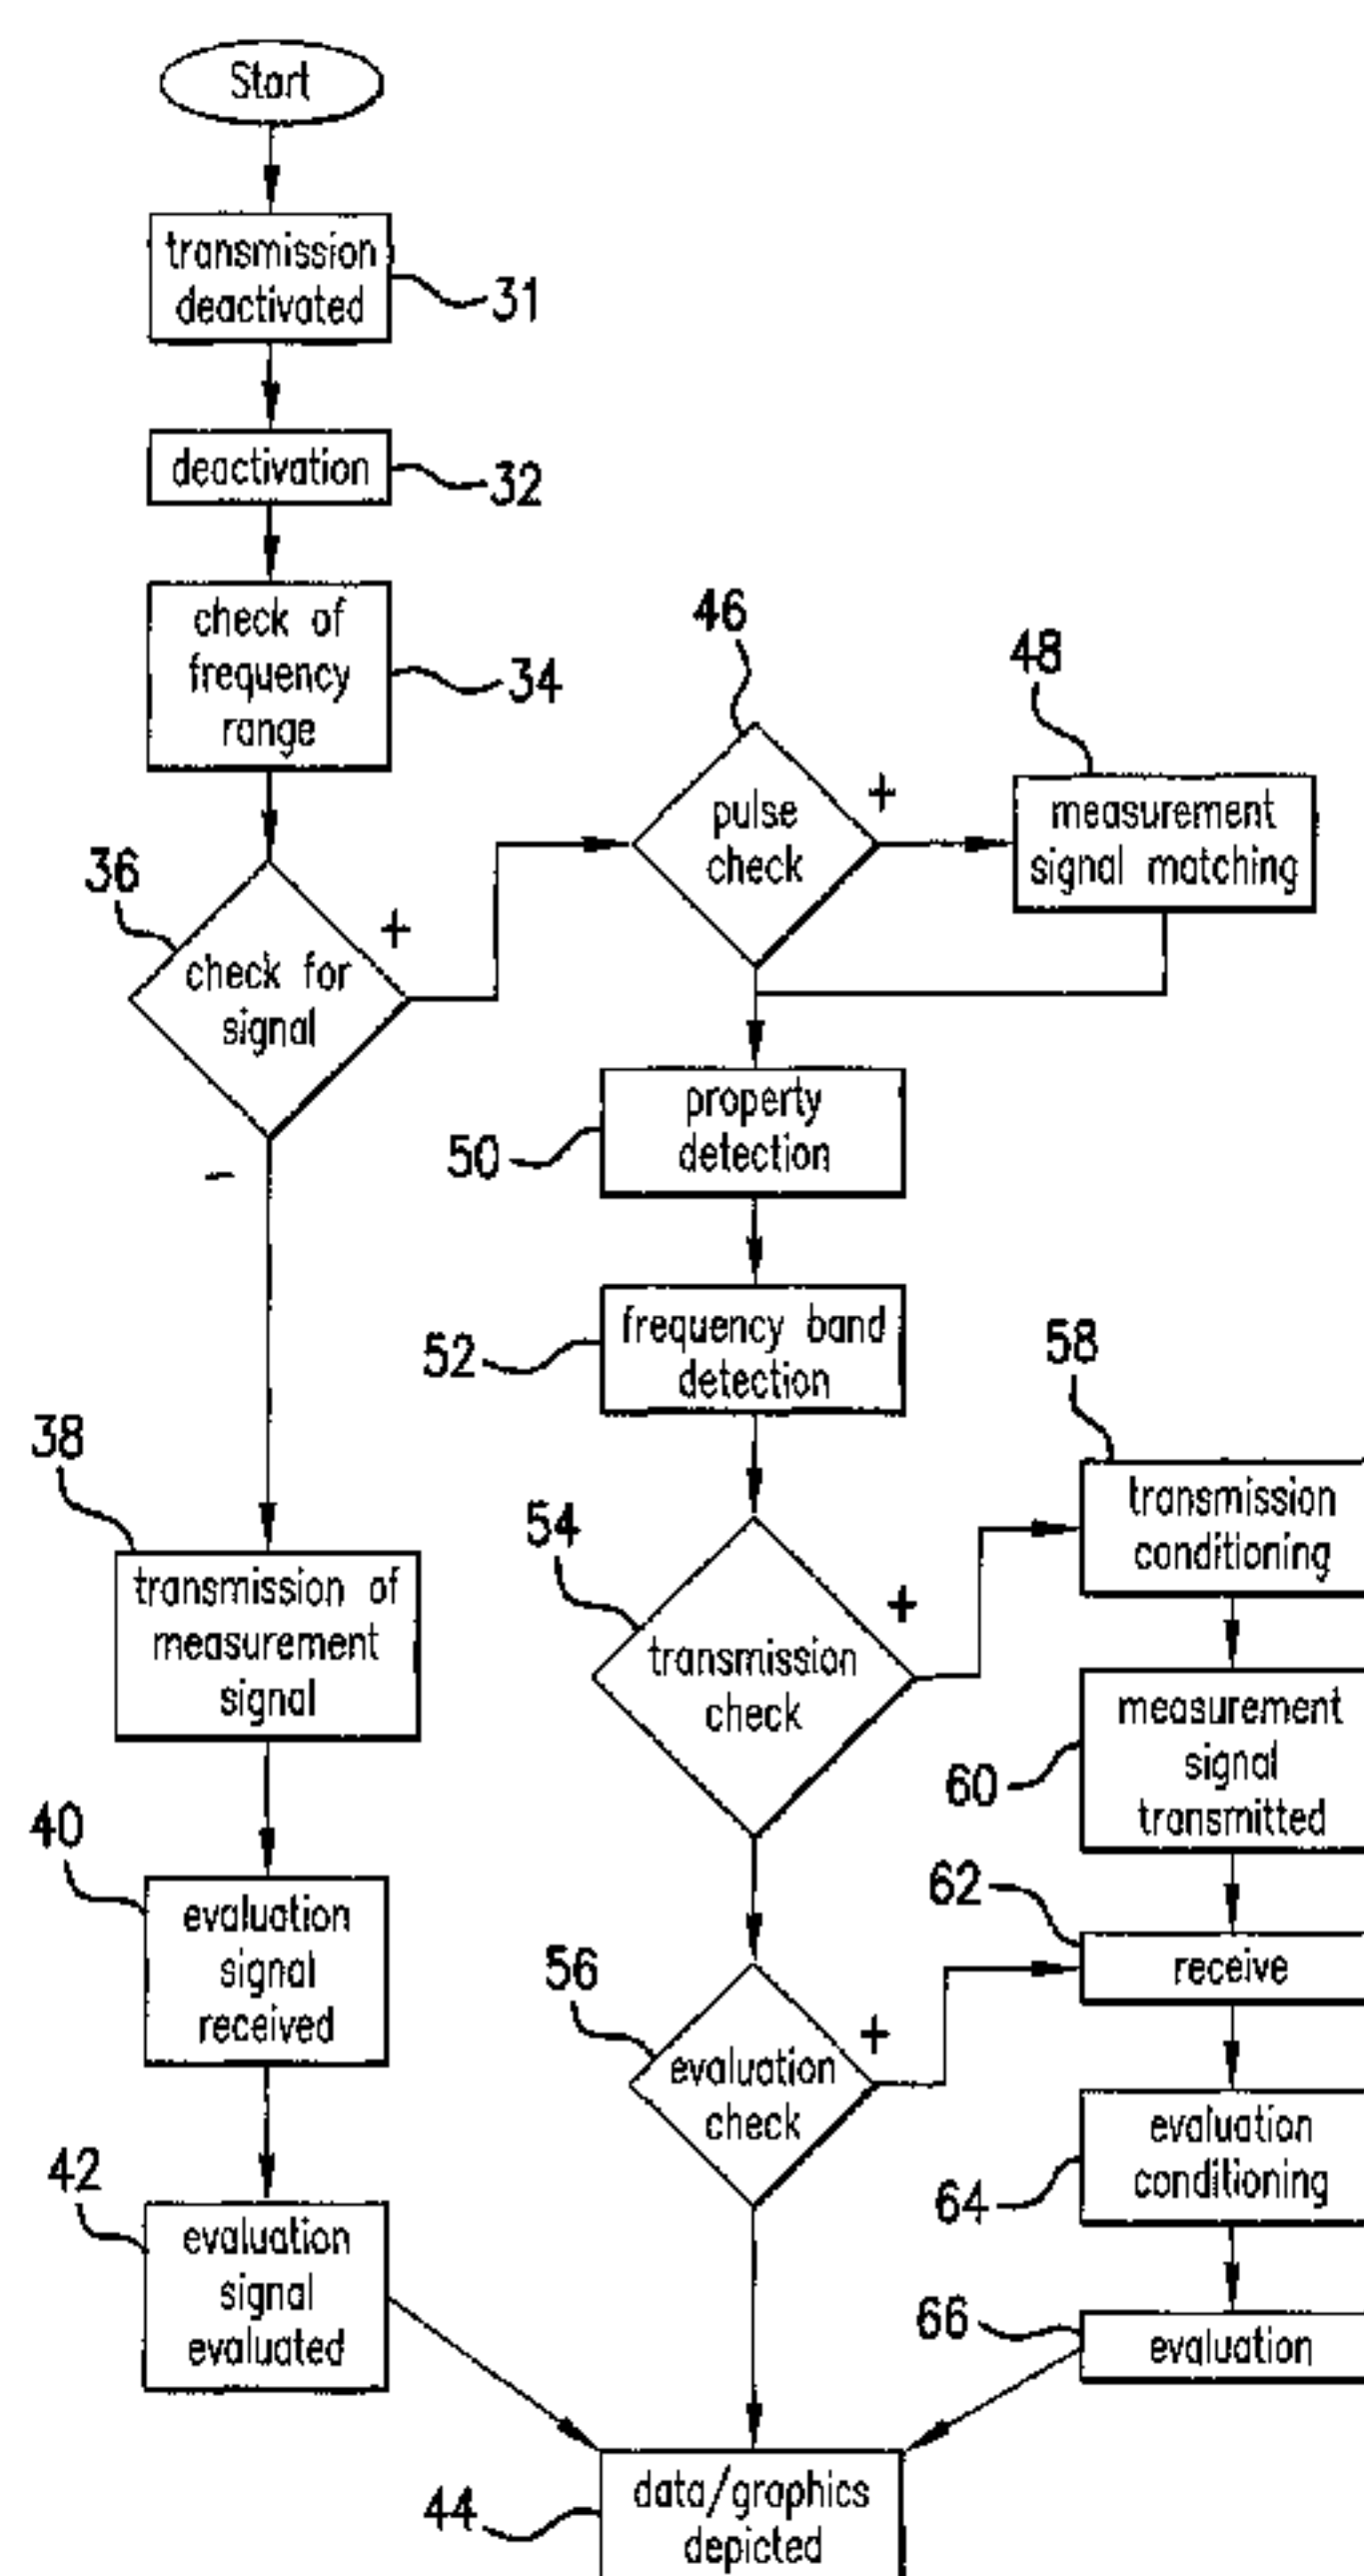 Start
transmission
deactivated
31
deactivation
32
check of
frequency
range
34
36
check for
signal
+
-
46
pulse
check
+
48
measurement
signal matching
50
property
detection
52
frequency band
detection
38
transmission of
measurement
signal
54
transmission
check
+
58
transmission
conditioning
60
measurement
signal
transmitted
40
evaluation
signal
received
56
evaluation
check
+
62
receive
64
evaluation
conditioning
42
evaluation
signal
evaluated
66
evaluation
44
data/graphics
depicted